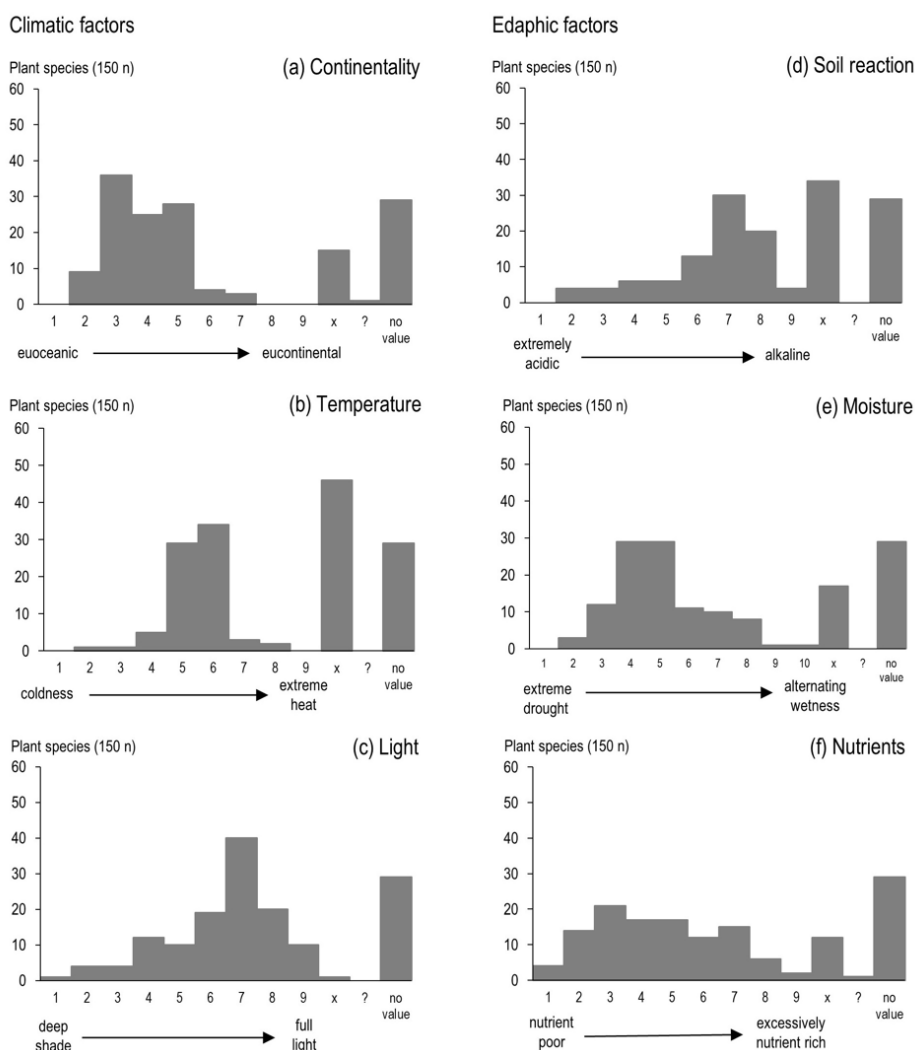 Climatic factors
Edaphic factors
Plant species (150 n)
(a) Continentality
60
50
40
30
20
10
0
1 2 3 4 5 6 7 8 9 x ? no
value
euoceanic
eucontinental
Plant species (150 n)
(d) Soil reaction
60
50
40
30
20
10
0
1 2 3 4 5 6 7 8 9 x ? no
value
extremely
acidic
alkaline
Plant species (150 n)
(b) Temperature
60
50
40
30
20
10
0
1 2 3 4 5 6 7 8 9 x ? no
value
coldness
extreme
heat
Plant species (150 n)
(e) Moisture
60
50
40
30
20
10
0
1 2 3 4 5 6 7 8 9 10 x ? no
value
extreme
drought
alternating
wetness
Plant species (150 n)
(c) Light
60
50
40
30
20
10
0
1 2 3 4 5 6 7 8 9 x ? no
value
deep
shade
full
light
Plant species (150 n)
(f) Nutrients
60
50
40
30
20
10
0
1 2 3 4 5 6 7 8 9 x ? no
value
nutrient
poor
excessively
nutrient rich